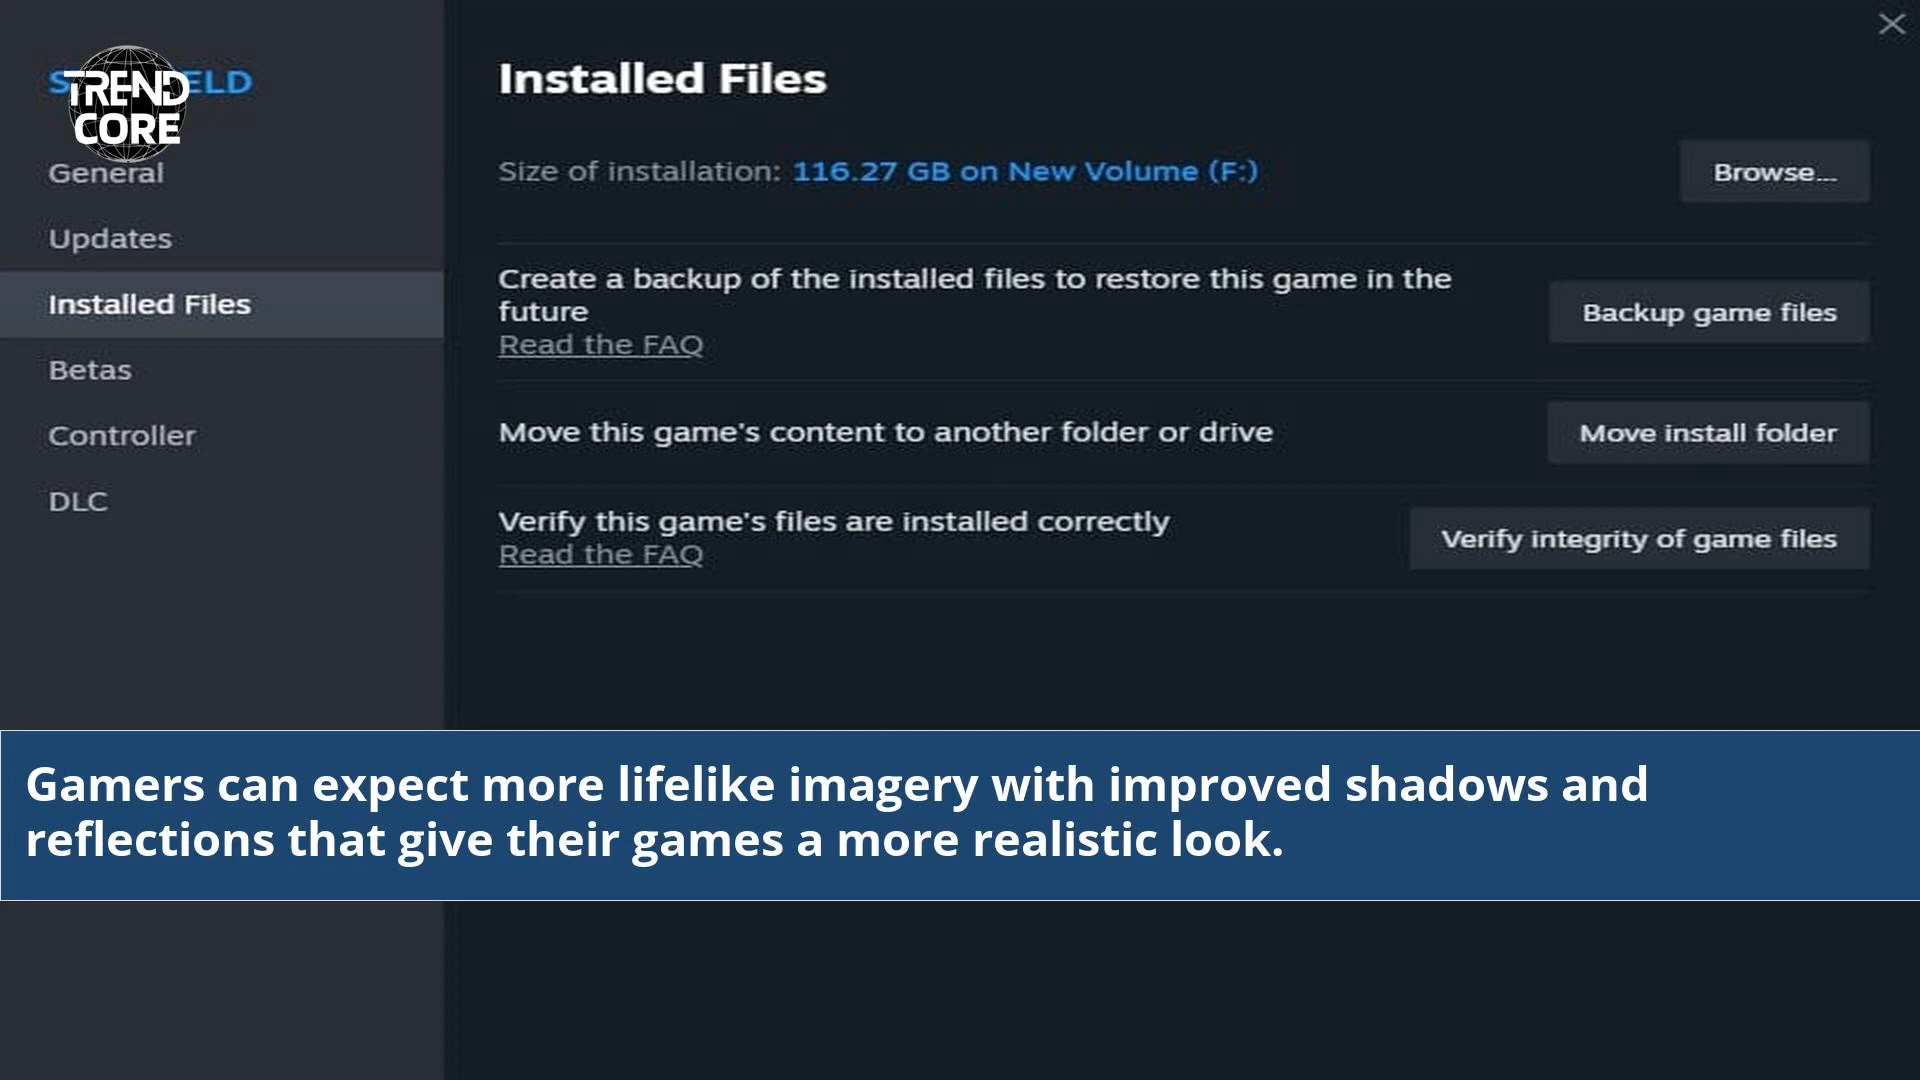 TREND
CORE
ELD
General
Updates
Installed Files
Betas
Controller
DLC
Installed Files
Size of installation: 116.27 GB on New Volume (F:)
Browse...
Create a backup of the installed files to restore this game in the
future
Read the FAQ
Backup game files
Move this game's content to another folder or drive
Move install folder
Verify this game's files are installed correctly
Read the FAQ
Verify integrity of game files
Gamers can expect more lifelike imagery with improved shadows and
reflections that give their games a more realistic look.